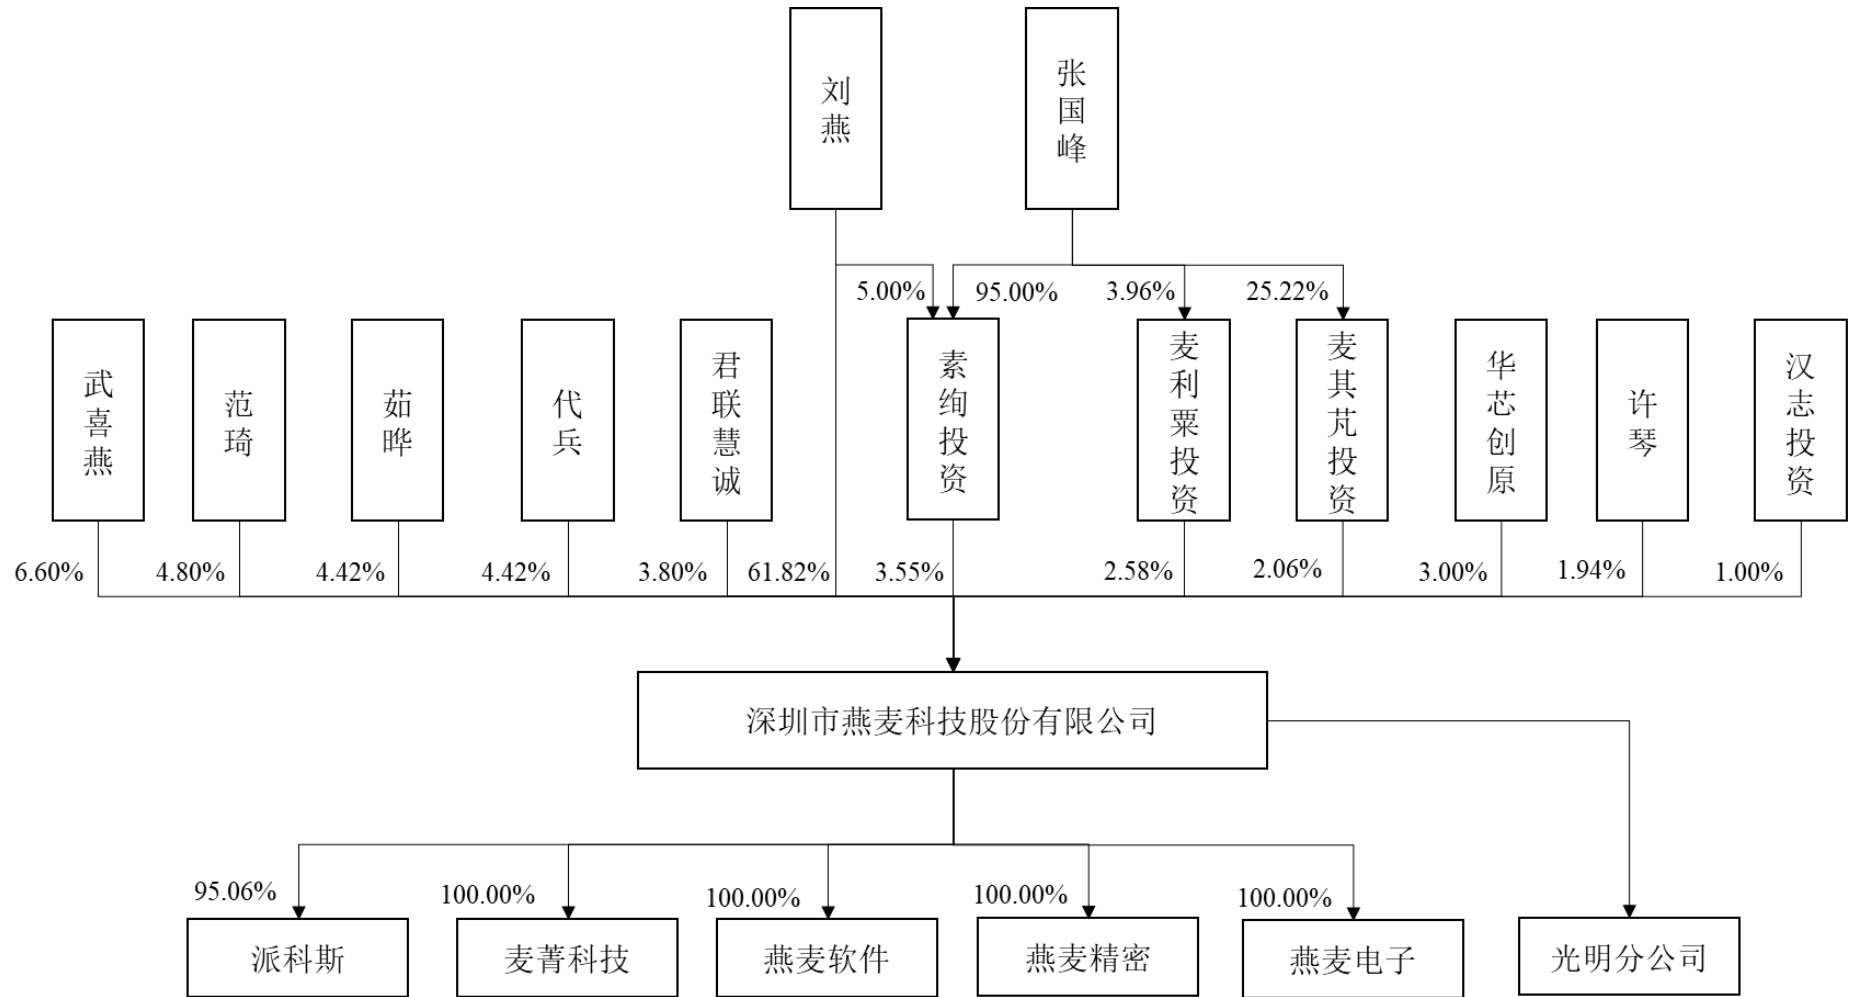 刘燕
张国峰
5.00%
95.00%
3.96%
25.22%
武喜燕
范琦
茹晔
代兵
君联慧诚
素绚投资
麦利粟投资
麦其芃投资
华芯创原
许琴
汉志投资
6.60%
4.80%
4.42%
4.42%
3.80%
61.82%
3.55%
2.58%
2.06%
3.00%
1.94%
1.00%
深圳市燕麦科技股份有限公司
95.06%
100.00%
100.00%
100.00%
100.00%
派科斯
麦菁科技
燕麦软件
燕麦精密
燕麦电子
光明分公司